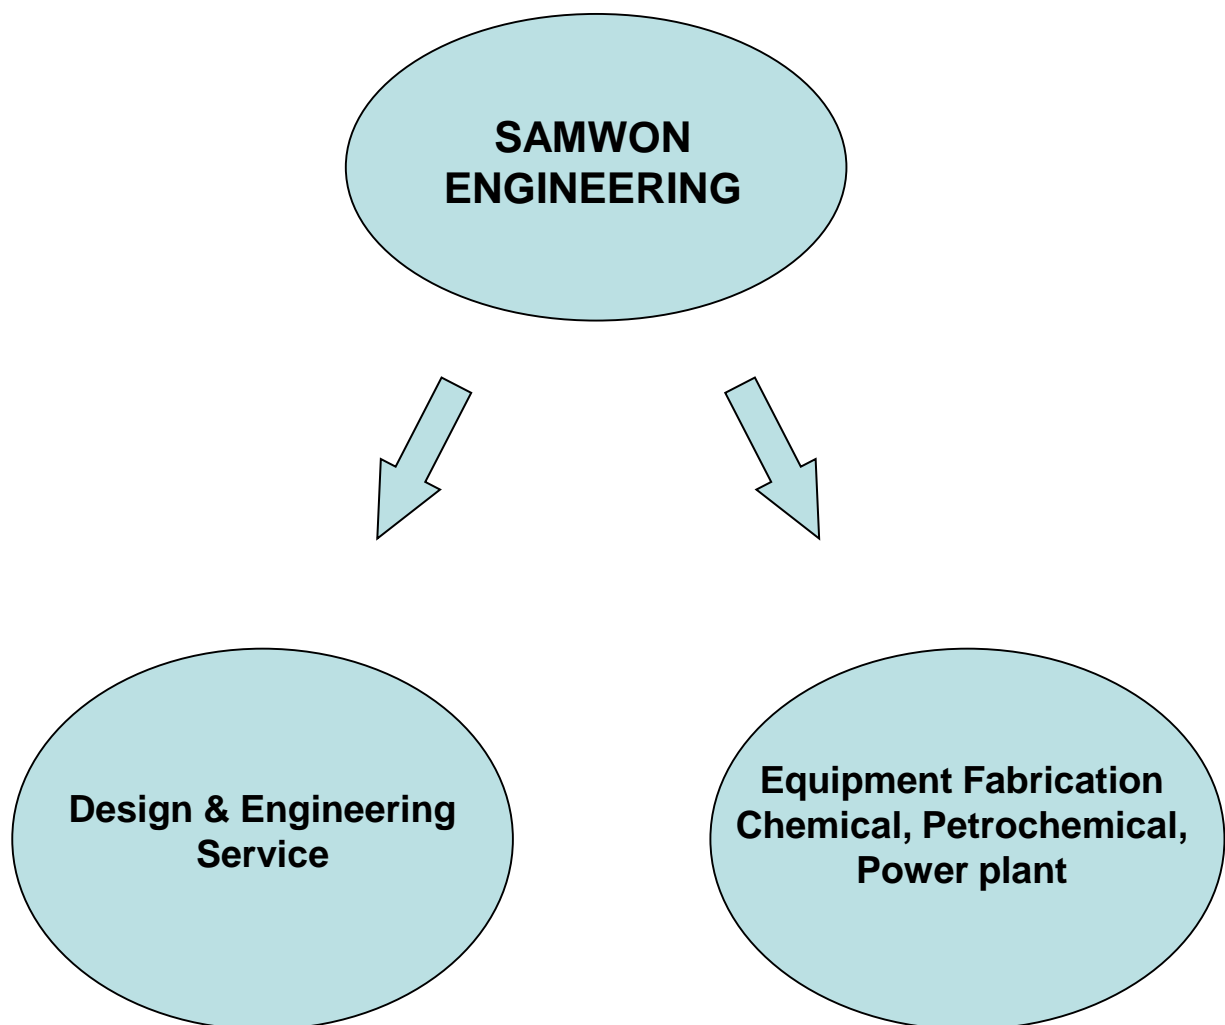 SAMWON
ENGINEERING
Design & Engineering
Service
Equipment Fabrication
Chemical, Petrochemical,
Power plant